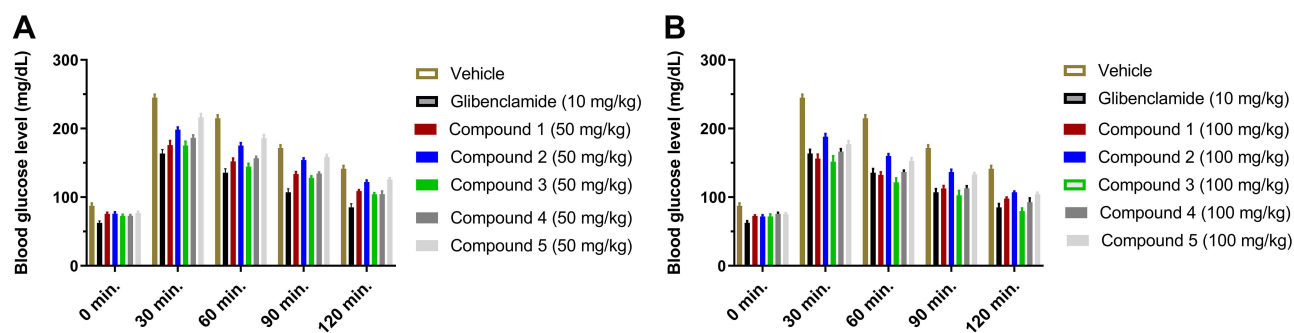 A
Blood glucose level (mg/dL)
300
200
100
0
0 min.
30 min.
60 min.
90 min.
120 min.
Vehicle
Glibenclamide (10 mg/kg)
Compound 1 (50 mg/kg)
Compound 2 (50 mg/kg)
Compound 3 (50 mg/kg)
Compound 4 (50 mg/kg)
Compound 5 (50 mg/kg)
B
Blood glucose level (mg/dL)
300
200
100
0
0 min.
30 min.
60 min.
90 min.
120 min.
Vehicle
Glibenclamide (10 mg/kg)
Compound 1 (100 mg/kg)
Compound 2 (100 mg/kg)
Compound 3 (100 mg/kg)
Compound 4 (100 mg/kg)
Compound 5 (100 mg/kg)